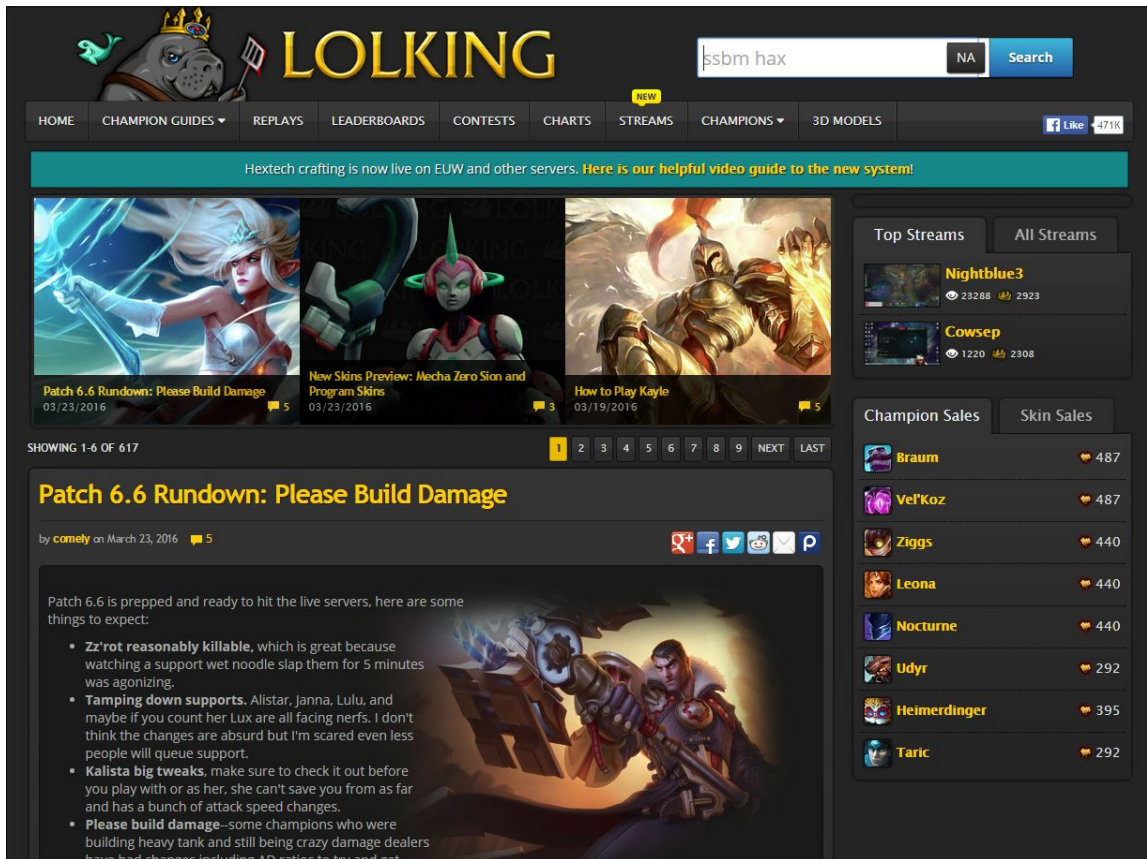 LOLKING
ssbm hax
NA
Search
NEW
HOME
CHAMPION GUIDES
REPLAYS
LEADERBOARDS
CONTESTS
CHARTS
STREAMS
CHAMPIONS
3D MODELS
Like
471K
Hextech crafting is now live on EUW and other servers. Here is our helpful video guide to the new system!
Patch 6.6 Rundown: Please Build Damage
03/23/2016
5
New Skins Preview: Mecha Zero Sion and
Program Skins
03/23/2016
3
How to Play Kayle
03/19/2016
5
SHOWING 1-6 OF 617
1 2 3 4 5 6 7 8 9 NEXT LAST
Patch 6.6 Rundown: Please Build Damage
by comely on March 23, 2016 5
Patch 6.6 is prepped and ready to hit the live servers, here are some
things to expect:
• Zz'rot reasonably killable, which is great because
watching a support wet noodle slap them for 5 minutes
was agonizing.
• Tamping down supports. Alistar, Janna, Lulu, and
maybe if you count her Lux are all facing nerfs. I don't
think the changes are absurd but I'm scared even less
people will queue support.
• Kalista big tweaks, make sure to check it out before
you play with or as her, she can't save you from as far
and has a bunch of attack speed changes.
• Please build damage--some champions who were
building heavy tank and still being crazy damage dealers
have had changes including AD ratios to try and get
Top Streams
All Streams
Nightblue3
23288 2923
Cowsep
1220 2308
Champion Sales
Skin Sales
Braum 487
Vel'Koz 487
Ziggs 440
Leona 440
Nocturne 440
Udyr 292
Heimerdinger 395
Taric 292